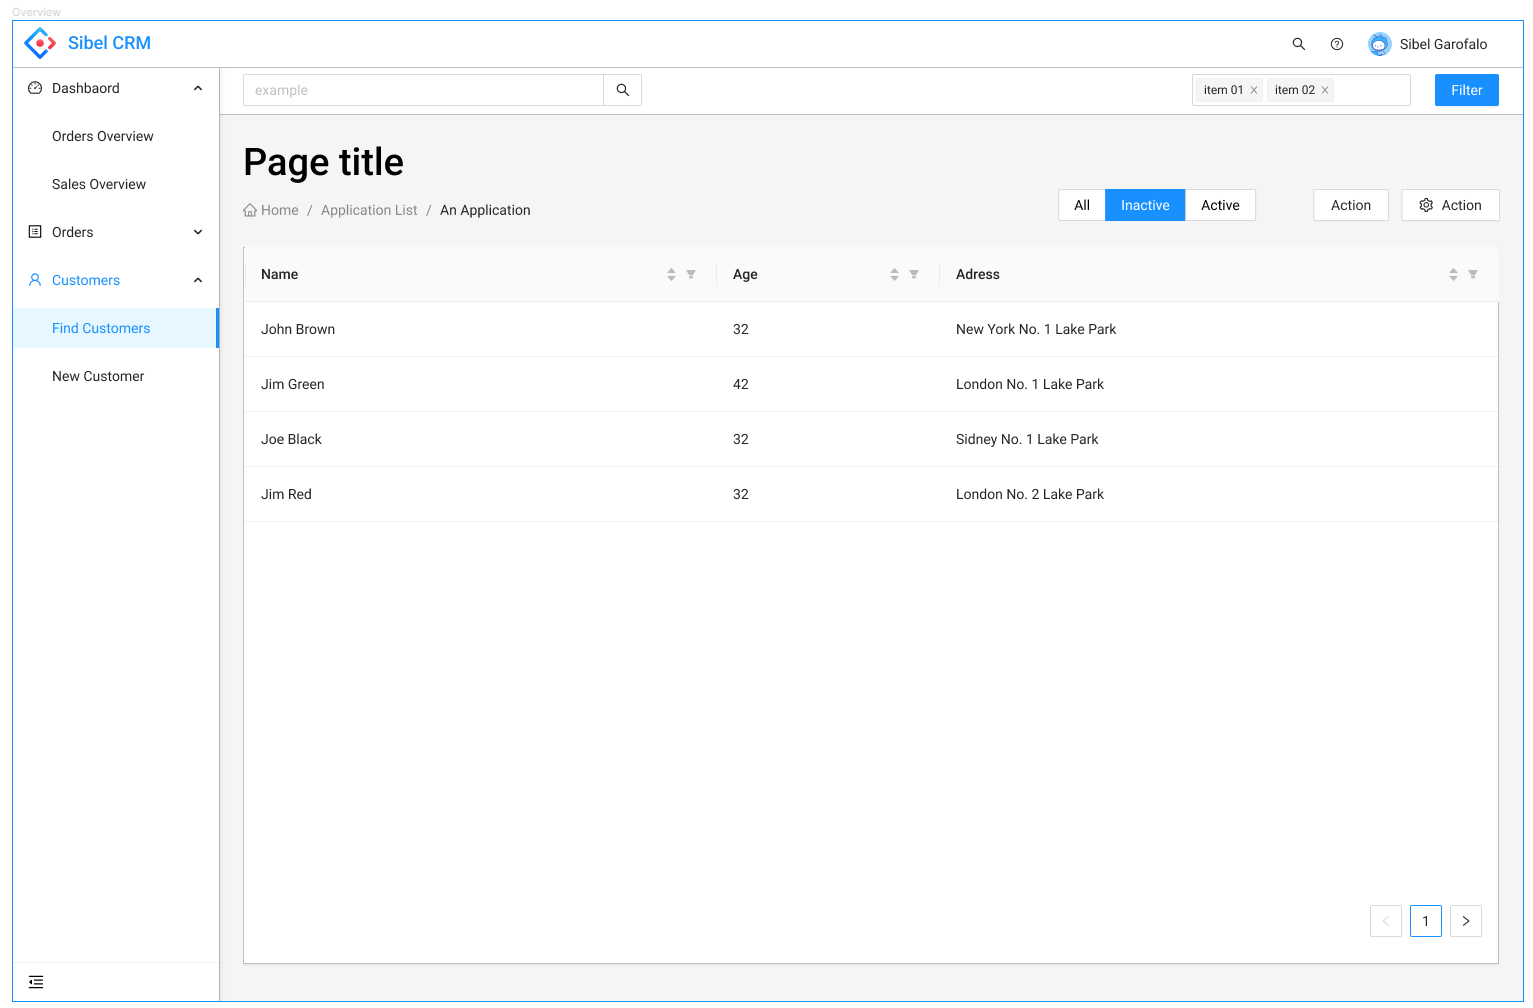 Overview
Sibel CRM
Sibel Garofalo
Dashbaord
Orders Overview
Sales Overview
Orders
Customers
Find Customers
New Customer
example
item 01 item 02
Filter
Page title
Home / Application List / An Application
All Inactive Active
Action
Action
Name Age Adress
John Brown 32 New York No. 1 Lake Park
Jim Green 42 London No. 1 Lake Park
Joe Black 32 Sidney No. 1 Lake Park
Jim Red 32 London No. 2 Lake Park
1